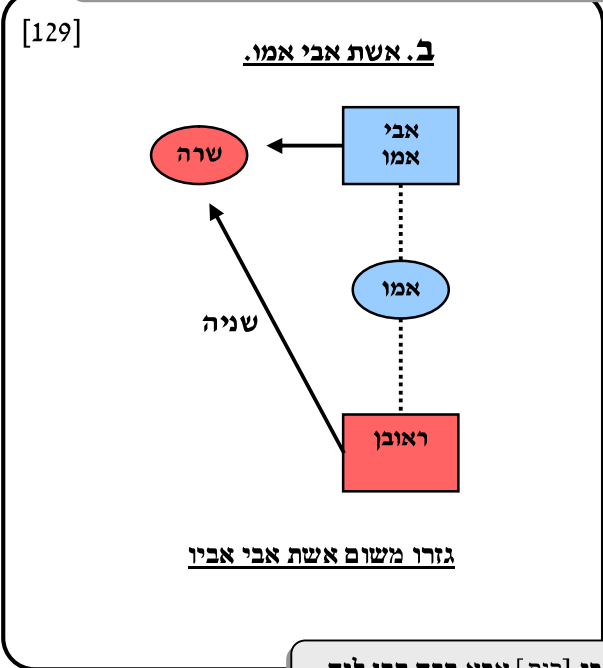 [129]
ב. אשת אבי אמו.
אבי
אמו
שרה
אמו
שניה
ראובן
גזרו משום אשת אבי אביו